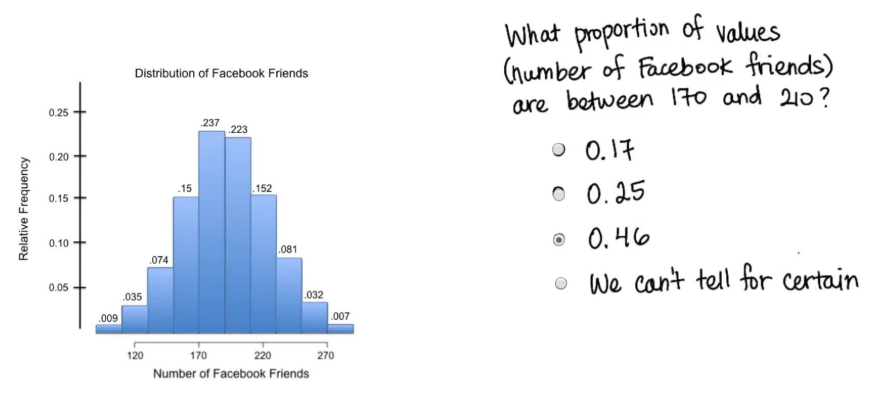 What proportion of values
(number of Facebook friends)
are between 170 and 210?
0.17
0.25
0.46
We can't tell for certain
Distribution of Facebook Friends
Relative Frequency
0.25
0.20
0.15
0.10
0.05
.009
.035
.074
.15
.237
.223
.152
.081
.032
.007
120 170 220 270
Number of Facebook Friends